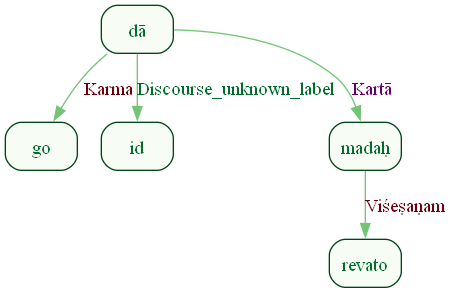 dā
Karma Discourse_unknown_label Kartā
go id madaḥ
Viśeṣaṇam
revato